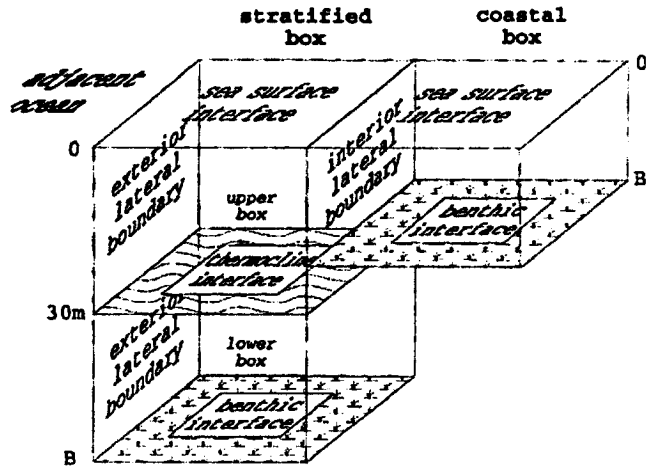 stratified
box
coastal
box
adjacent
ocean
sea surface
interface
sea surface
interface
0
0
exterior
lateral
boundary
interior
lateral
boundary
B
upper
box
benthic
interface
thermocline
interface
30m
exterior
lateral
boundary
lower
box
benthic
interface
B